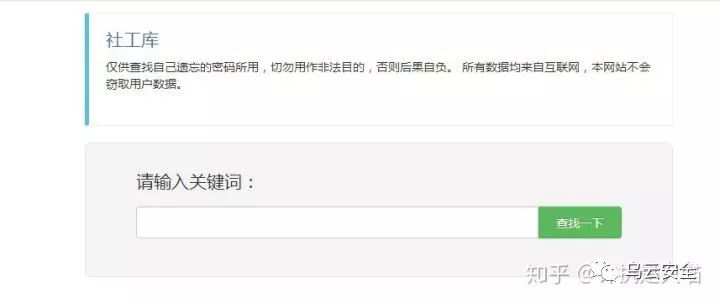 社工库
仅供查找自己遗忘的密码所用，切勿用作非法目的，否则后果自负。 所有数据均来自互联网，本网站不会
窃取用户数据。
请输入关键词：
查找一下
知乎 @
乌云安全